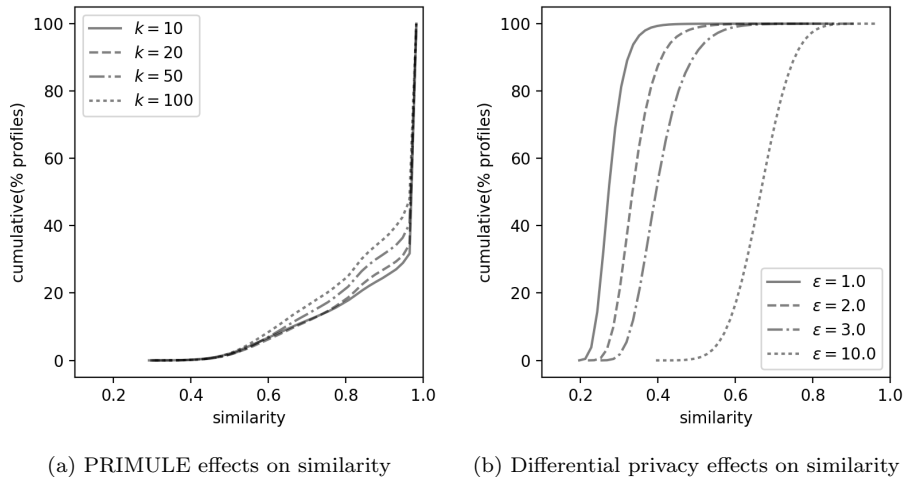 100
80
60
40
20
0
cumulative(% profiles)
k = 10
k = 20
k = 50
k = 100
0.2 0.4 0.6 0.8 1.0
similarity
(a) PRIMULE effects on similarity
100
80
60
40
20
0
cumulative(% profiles)
ε = 1.0
ε = 2.0
ε = 3.0
ε = 10.0
0.2 0.4 0.6 0.8 1.0
similarity
(b) Differential privacy effects on similarity